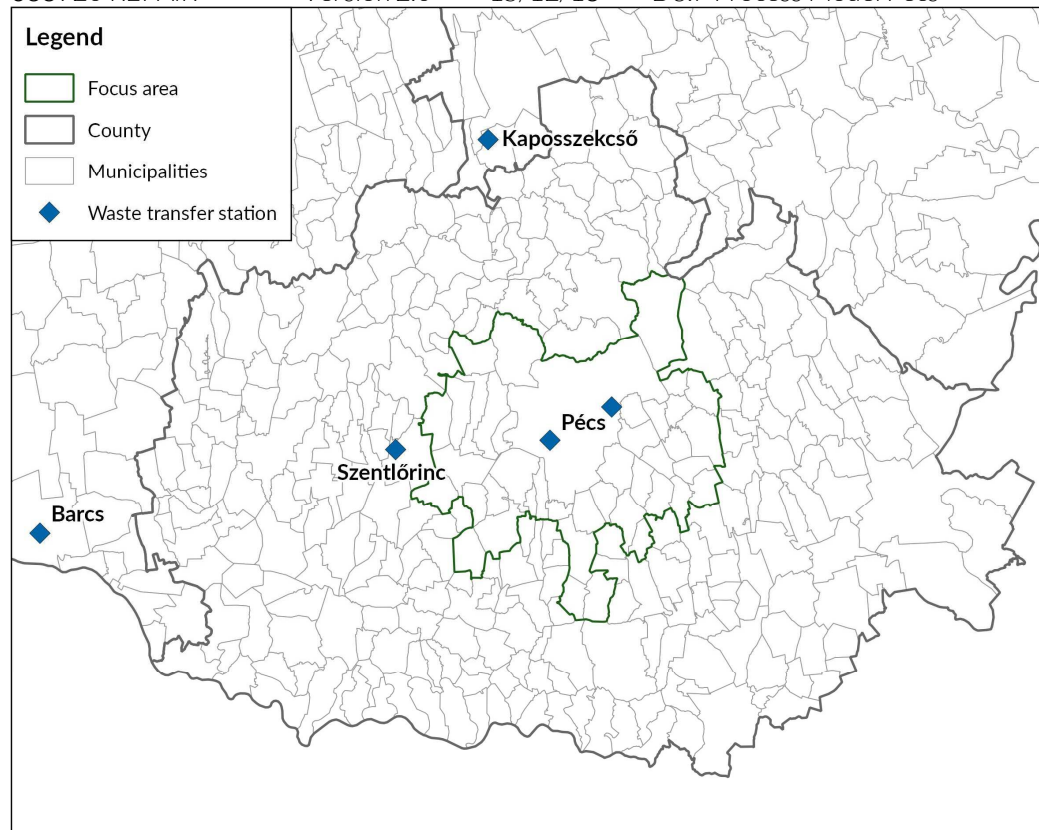 Legend
Focus area
County
Municipalities
Waste transfer station
Kaposszekcső
Pécs
Szentlőrinc
Barcs